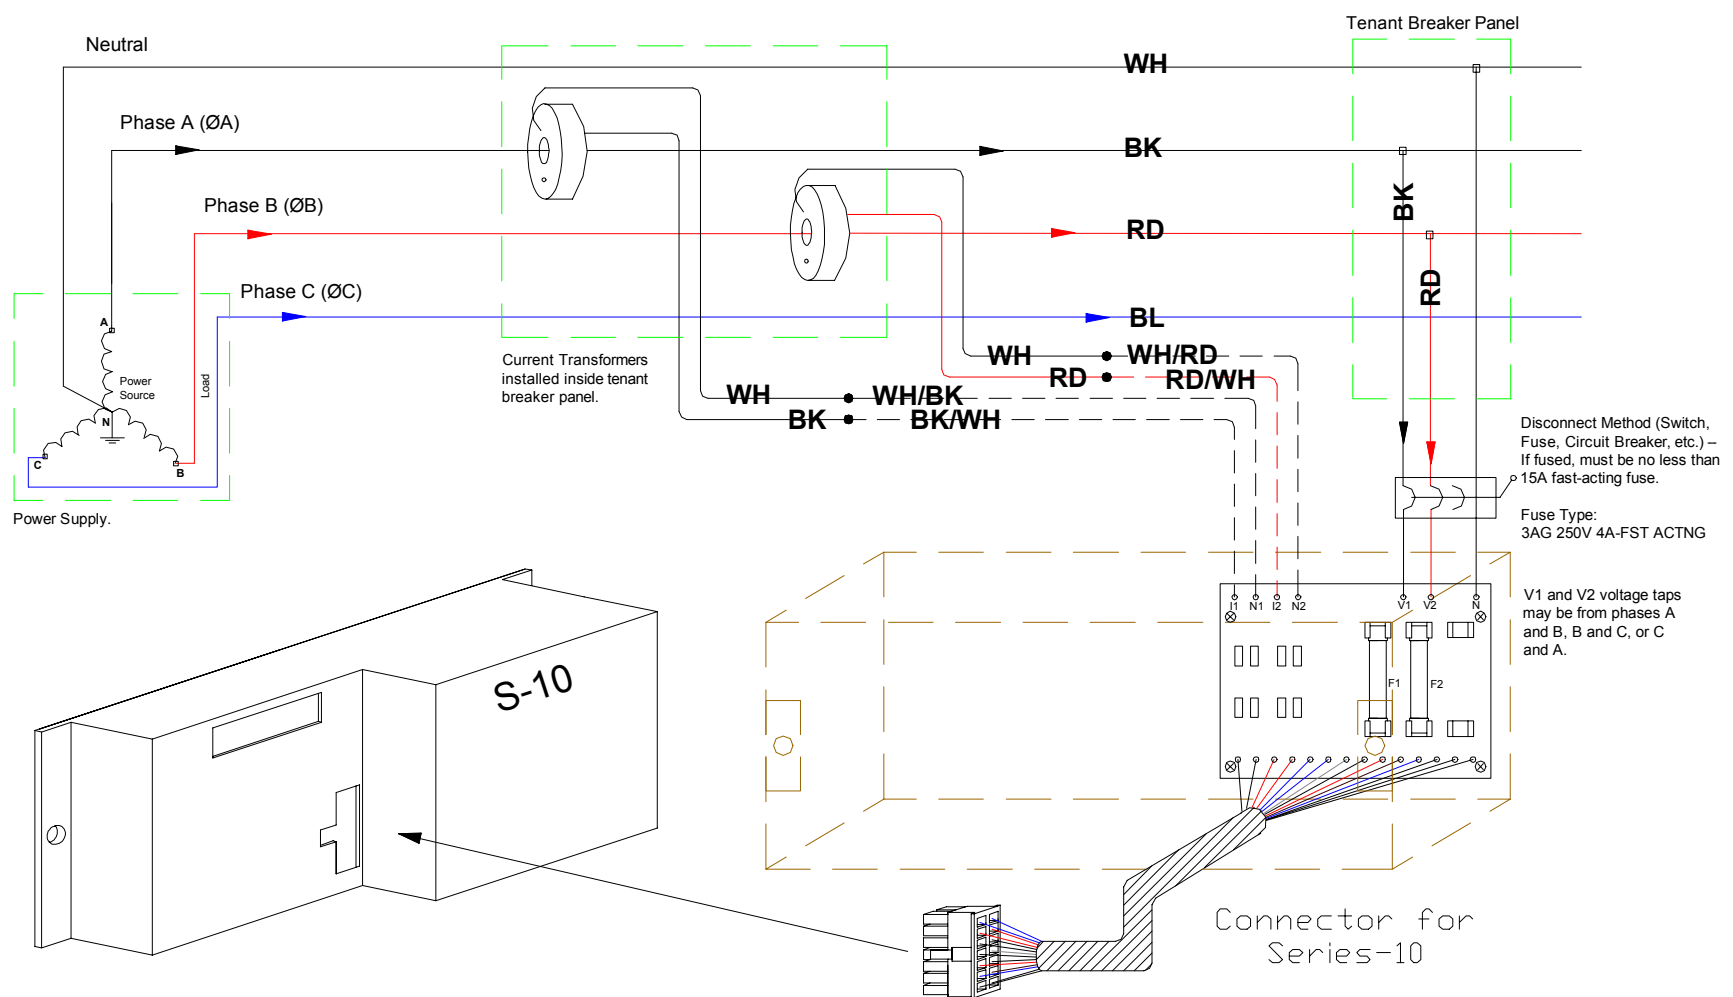 Tenant Breaker Panel
Neutral
WH
Phase A (ØA)
BK
BK
Phase B (ØB)
RD
RD
Phase C (ØC)
BL
A
Power
Source
Load
N
C
B
Power Supply.
Current Transformers
installed inside tenant
breaker panel.
WH
WH/RD
RD
RD/WH
WH
WH/BK
BK
BK/WH
Disconnect Method (Switch,
Fuse, Circuit Breaker, etc.) –
If fused, must be no less than
15A fast-acting fuse.
Fuse Type:
3AG 250V 4A-FST ACTNG
I1
N1
I2
N2
V1
V2
N
V1 and V2 voltage taps
may be from phases A
and B, B and C, or C
and A.
F1
F2
S-10
Connector for
Series-10